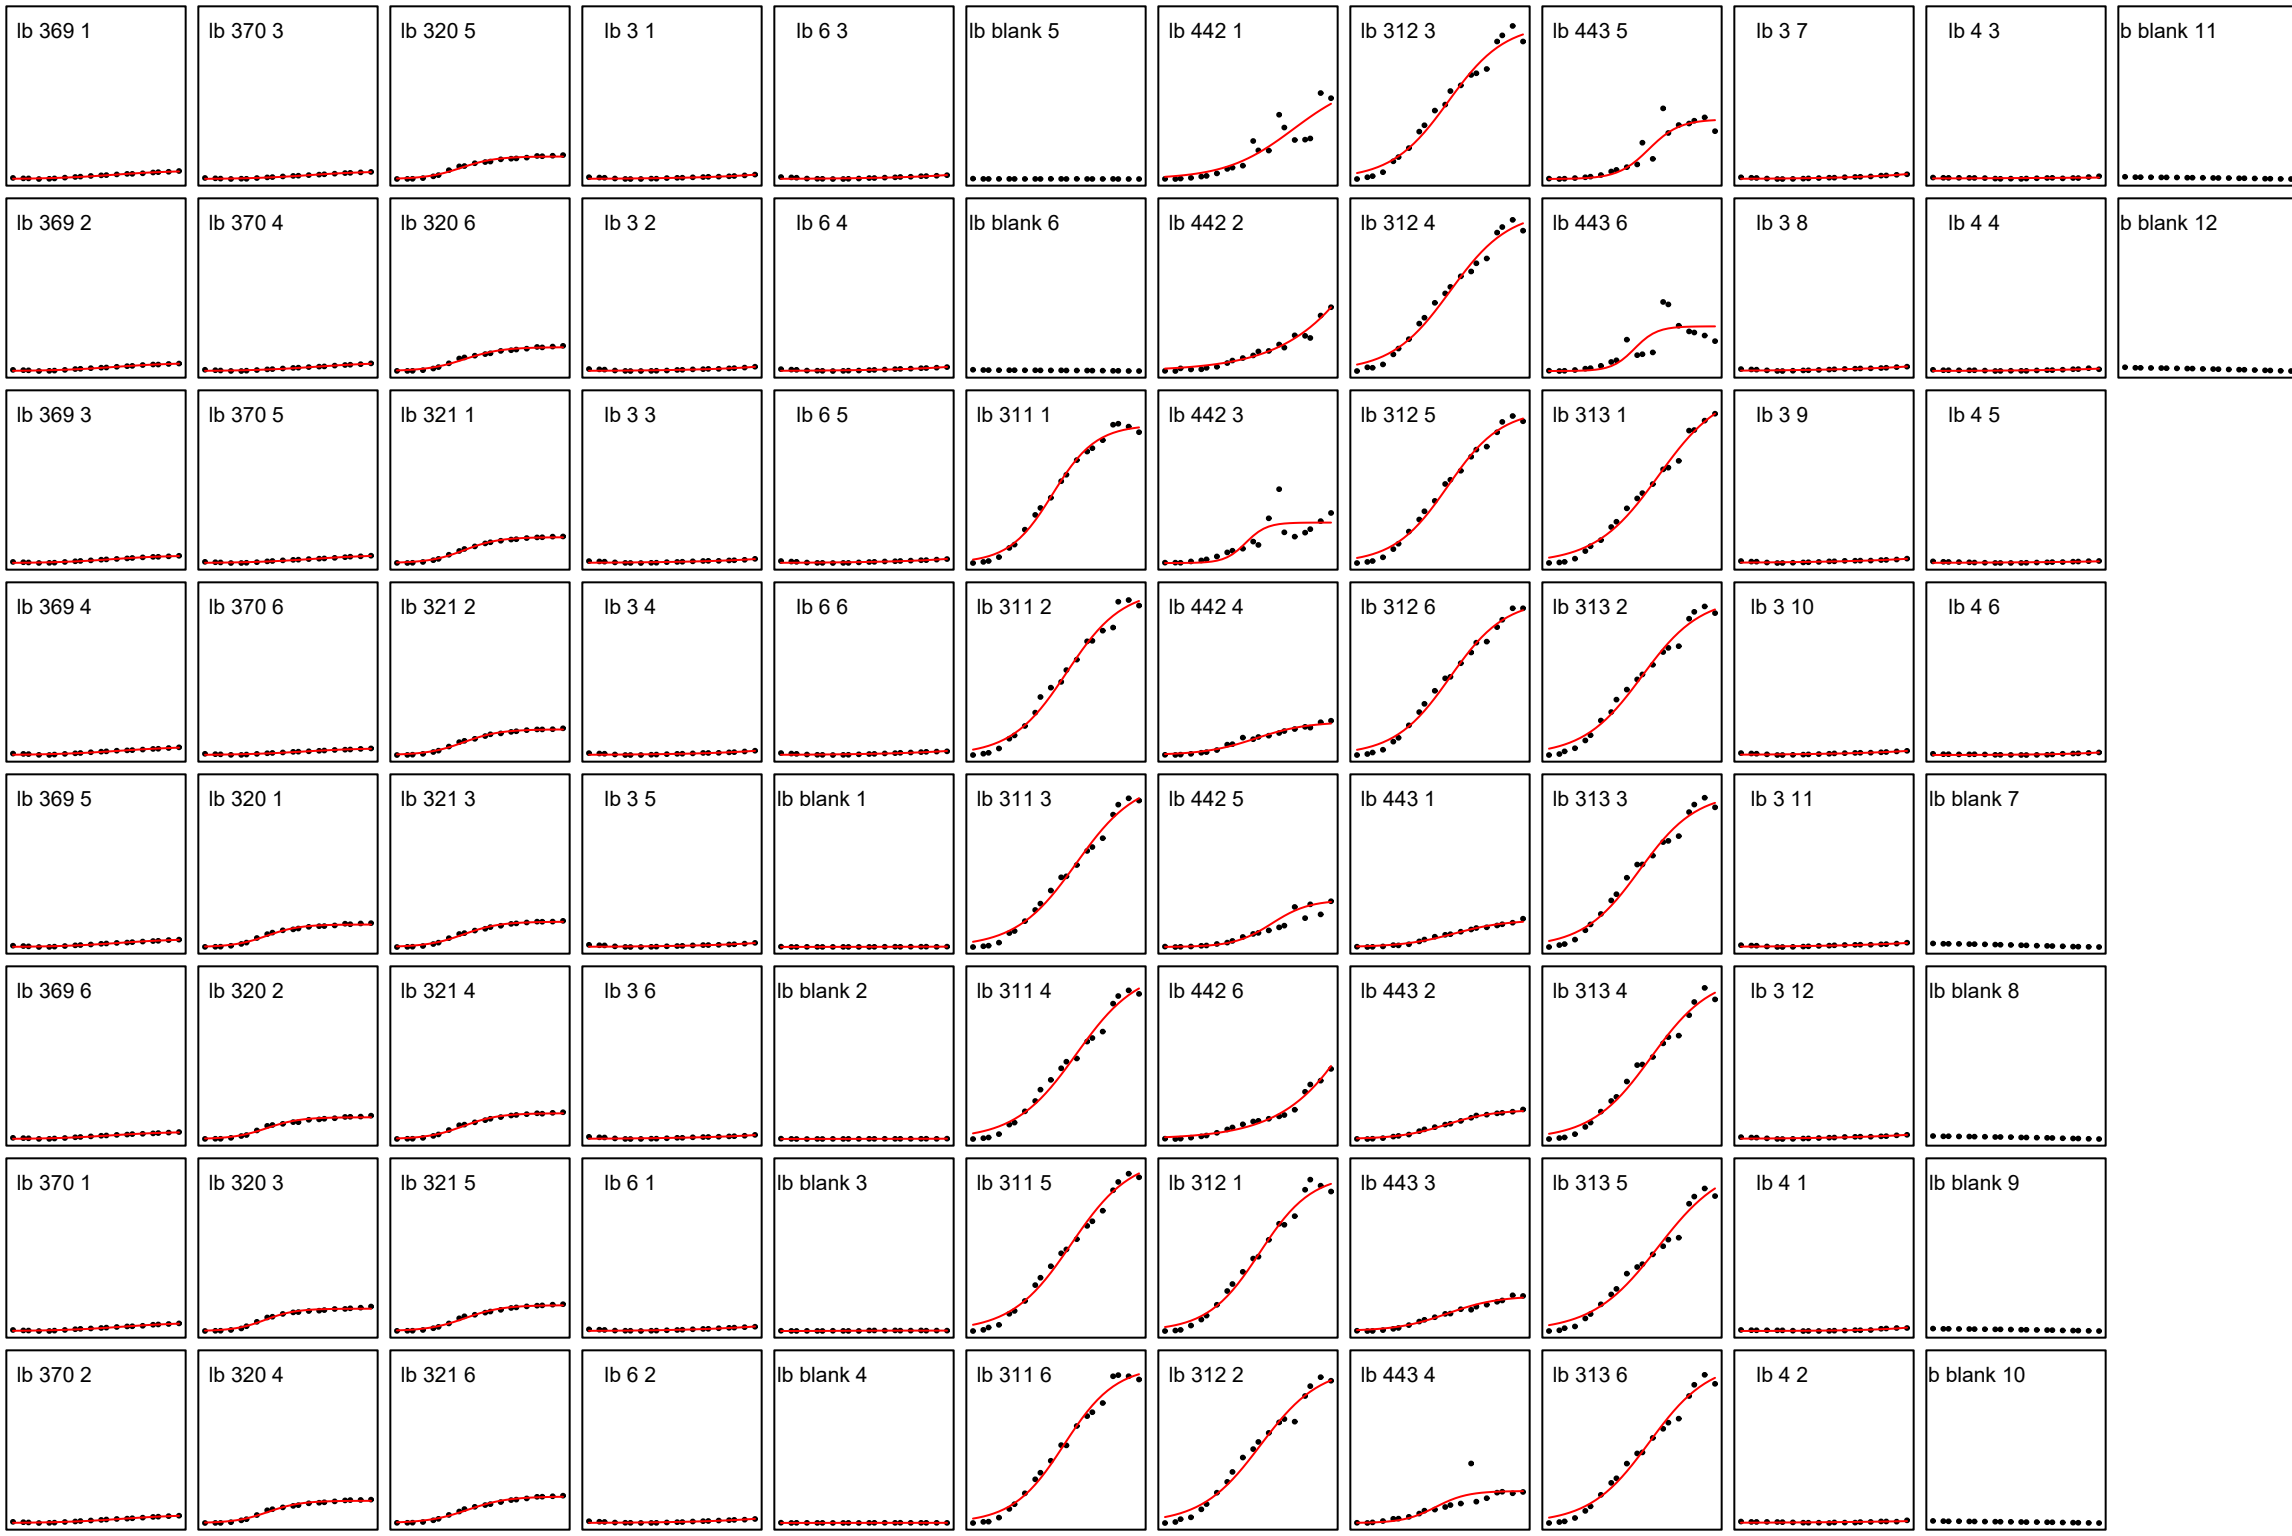 lb 369 1
lb 370 3
lb 320 5
lb 3 1
lb 6 3
lb blank 5
lb 442 1
lb 312 3
lb 443 5
lb 3 7
lb 4 3
b blank 11
lb 369 2
lb 370 4
lb 320 6
lb 3 2
lb 6 4
lb blank 6
lb 442 2
lb 312 4
lb 443 6
lb 3 8
lb 4 4
b blank 12
lb 369 3
lb 370 5
lb 321 1
lb 3 3
lb 6 5
lb 311 1
lb 442 3
lb 312 5
lb 313 1
lb 3 9
lb 4 5
lb 369 4
lb 370 6
lb 321 2
lb 3 4
lb 6 6
lb 311 2
lb 442 4
lb 312 6
lb 313 2
lb 3 10
lb 4 6
lb 369 5
lb 320 1
lb 321 3
lb 3 5
lb blank 1
lb 311 3
lb 442 5
lb 443 1
lb 313 3
lb 3 11
lb blank 7
lb 369 6
lb 320 2
lb 321 4
lb 3 6
lb blank 2
lb 311 4
lb 442 6
lb 443 2
lb 313 4
lb 3 12
lb blank 8
lb 370 1
lb 320 3
lb 321 5
lb 6 1
lb blank 3
lb 311 5
lb 312 1
lb 443 3
lb 313 5
lb 4 1
lb blank 9
lb 370 2
lb 320 4
lb 321 6
lb 6 2
lb blank 4
lb 311 6
lb 312 2
lb 443 4
lb 313 6
lb 4 2
b blank 10